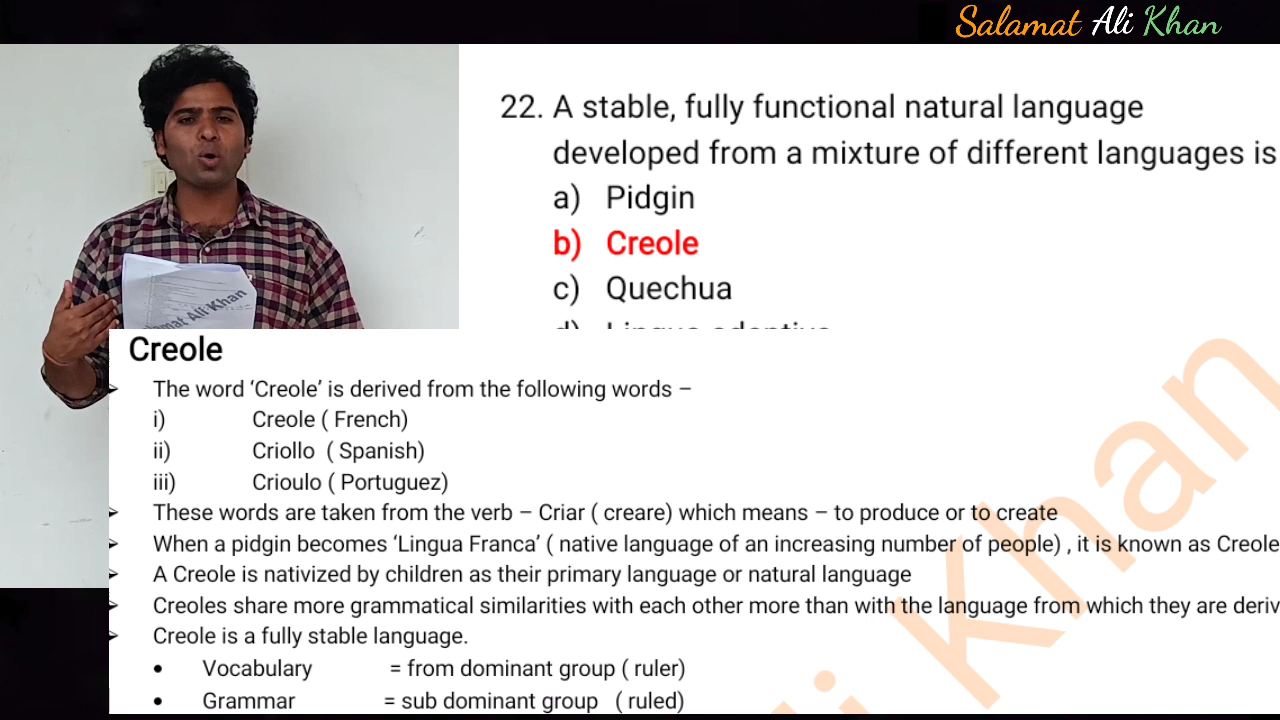 Salamat Ali Khan
22. A stable, fully functional natural language
developed from a mixture of different languages is
a) Pidgin
b) Creole
c) Quechua
Ali Khan
Creole
The word ‘Creole’ is derived from the following words –
i) Creole ( French)
ii) Criollo ( Spanish)
iii) Crioulo ( Portuguez)
These words are taken from the verb – Criar ( creare) which means – to produce or to create
When a pidgin becomes ‘Lingua Franca’ ( native language of an increasing number of people) , it is known as Creole
A Creole is nativized by children as their primary language or natural language
Creoles share more grammatical similarities with each other more than with the language from which they are deriv
Creole is a fully stable language.
• Vocabulary = from dominant group ( ruler)
• Grammar = sub dominant group ( ruled)
Khan